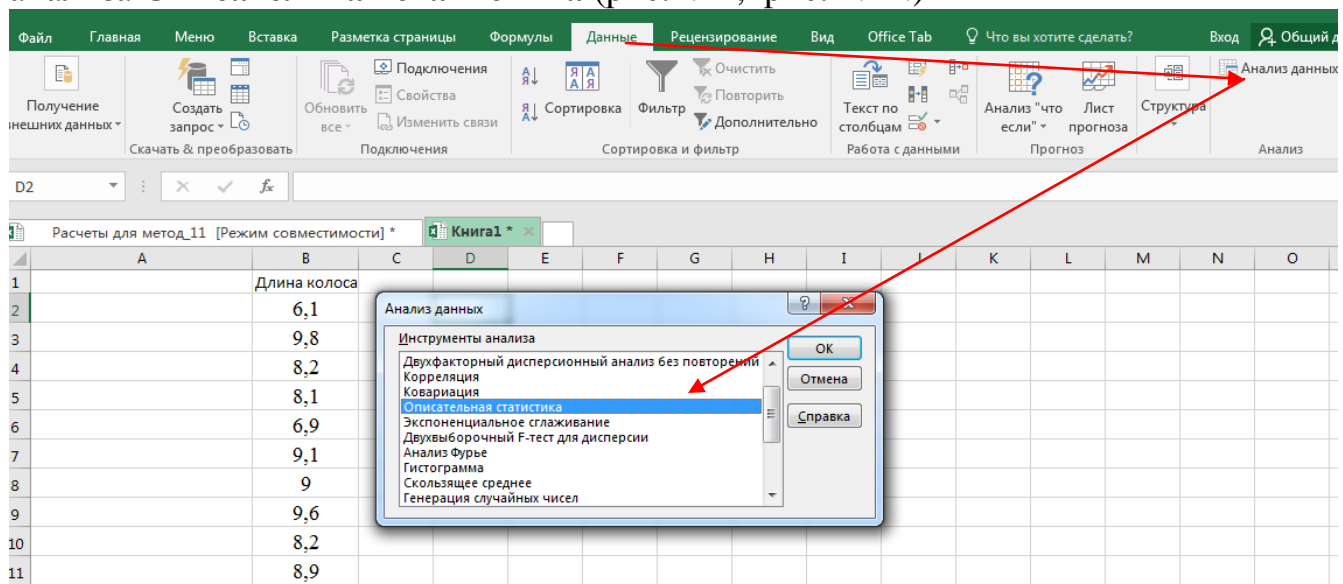 Файл Главная Меню Вставка Разметка страницы Формулы Данные Рецензирование Вид Office Tab Что вы хотите сделать? Вход Общий д
Получение
внешних данных
Создать
запрос
Скачать & преобразовать
Обновить
все
Подключения
Свойства
Изменить связи
Подключения
Сортировка
Фильтр
Очистить
Повторить
Дополнительно
Сортировка и фильтр
Текст по
столбцам
Работа с данными
Анализ "что
если"
Лист
прогноза
Прогноз
Структура
Анализ данных
Анализ
D2 fx
Расчеты для метод_11 [Режим совместимости] * Книга1 *
A B C D E F G H I J K L M N O
1 Длина колоса
2 6,1
3 9,8
4 8,2
5 8,1
6 6,9
7 9,1
8 9
9 9,6
10 8,2
11 8,9
Анализ данных
Инструменты анализа
Двухфакторный дисперсионный анализ без повторений
Корреляция
Ковариация
Описательная статистика
Экспоненциальное сглаживание
Двухвыборочный F-тест для дисперсии
Анализ Фурье
Гистограмма
Скользящее среднее
Генерация случайных чисел
ОК
Отмена
Справка